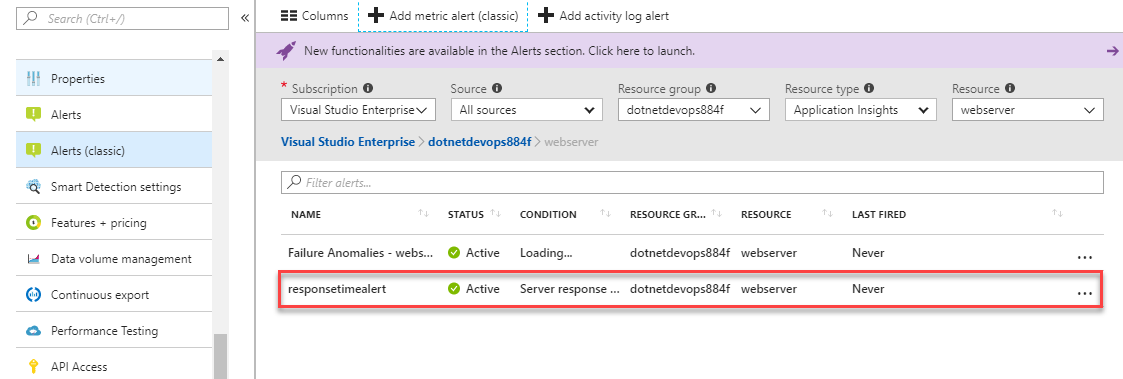 Search (Ctrl+/)
«
Properties
Alerts
Alerts (classic)
Smart Detection settings
Features + pricing
Data volume management
Continuous export
Performance Testing
API Access
Columns
Add metric alert (classic)
Add activity log alert
New functionalities are available in the Alerts section. Click here to launch.
* Subscription
Visual Studio Enterprise
Source
All sources
Resource group
dotnetdevops884f
Resource type
Application Insights
Resource
webserver
Visual Studio Enterprise > dotnetdevops884f > webserver
Filter alerts...
NAME STATUS CONDITION RESOURCE GR... RESOURCE LAST FIRED
Failure Anomalies - webs... Active Loading... dotnetdevops884f webserver Never ...
responsetimealert Active Server response ... dotnetdevops884f webserver Never ...